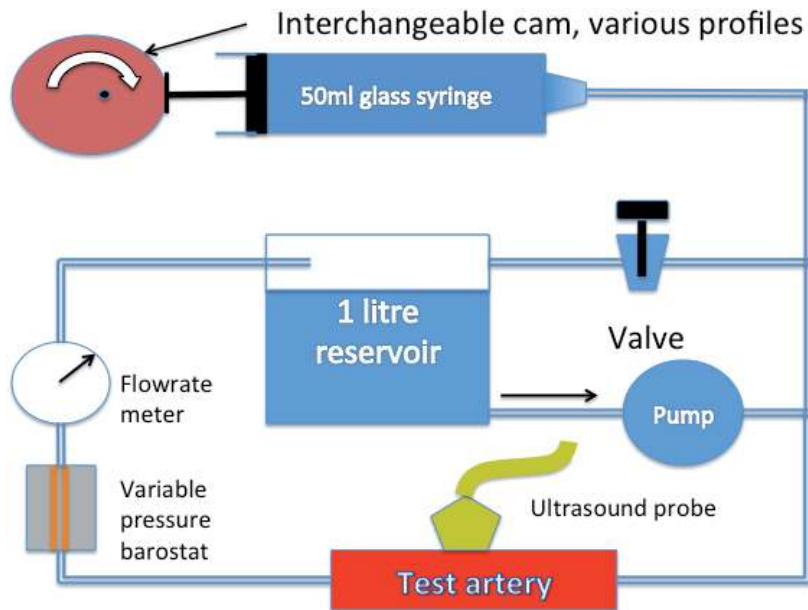 Interchangeable cam, various profiles
50ml glass syringe
1 litre
reservoir
Valve
Flowrate
meter
Pump
Variable
pressure
barostat
Ultrasound probe
Test artery